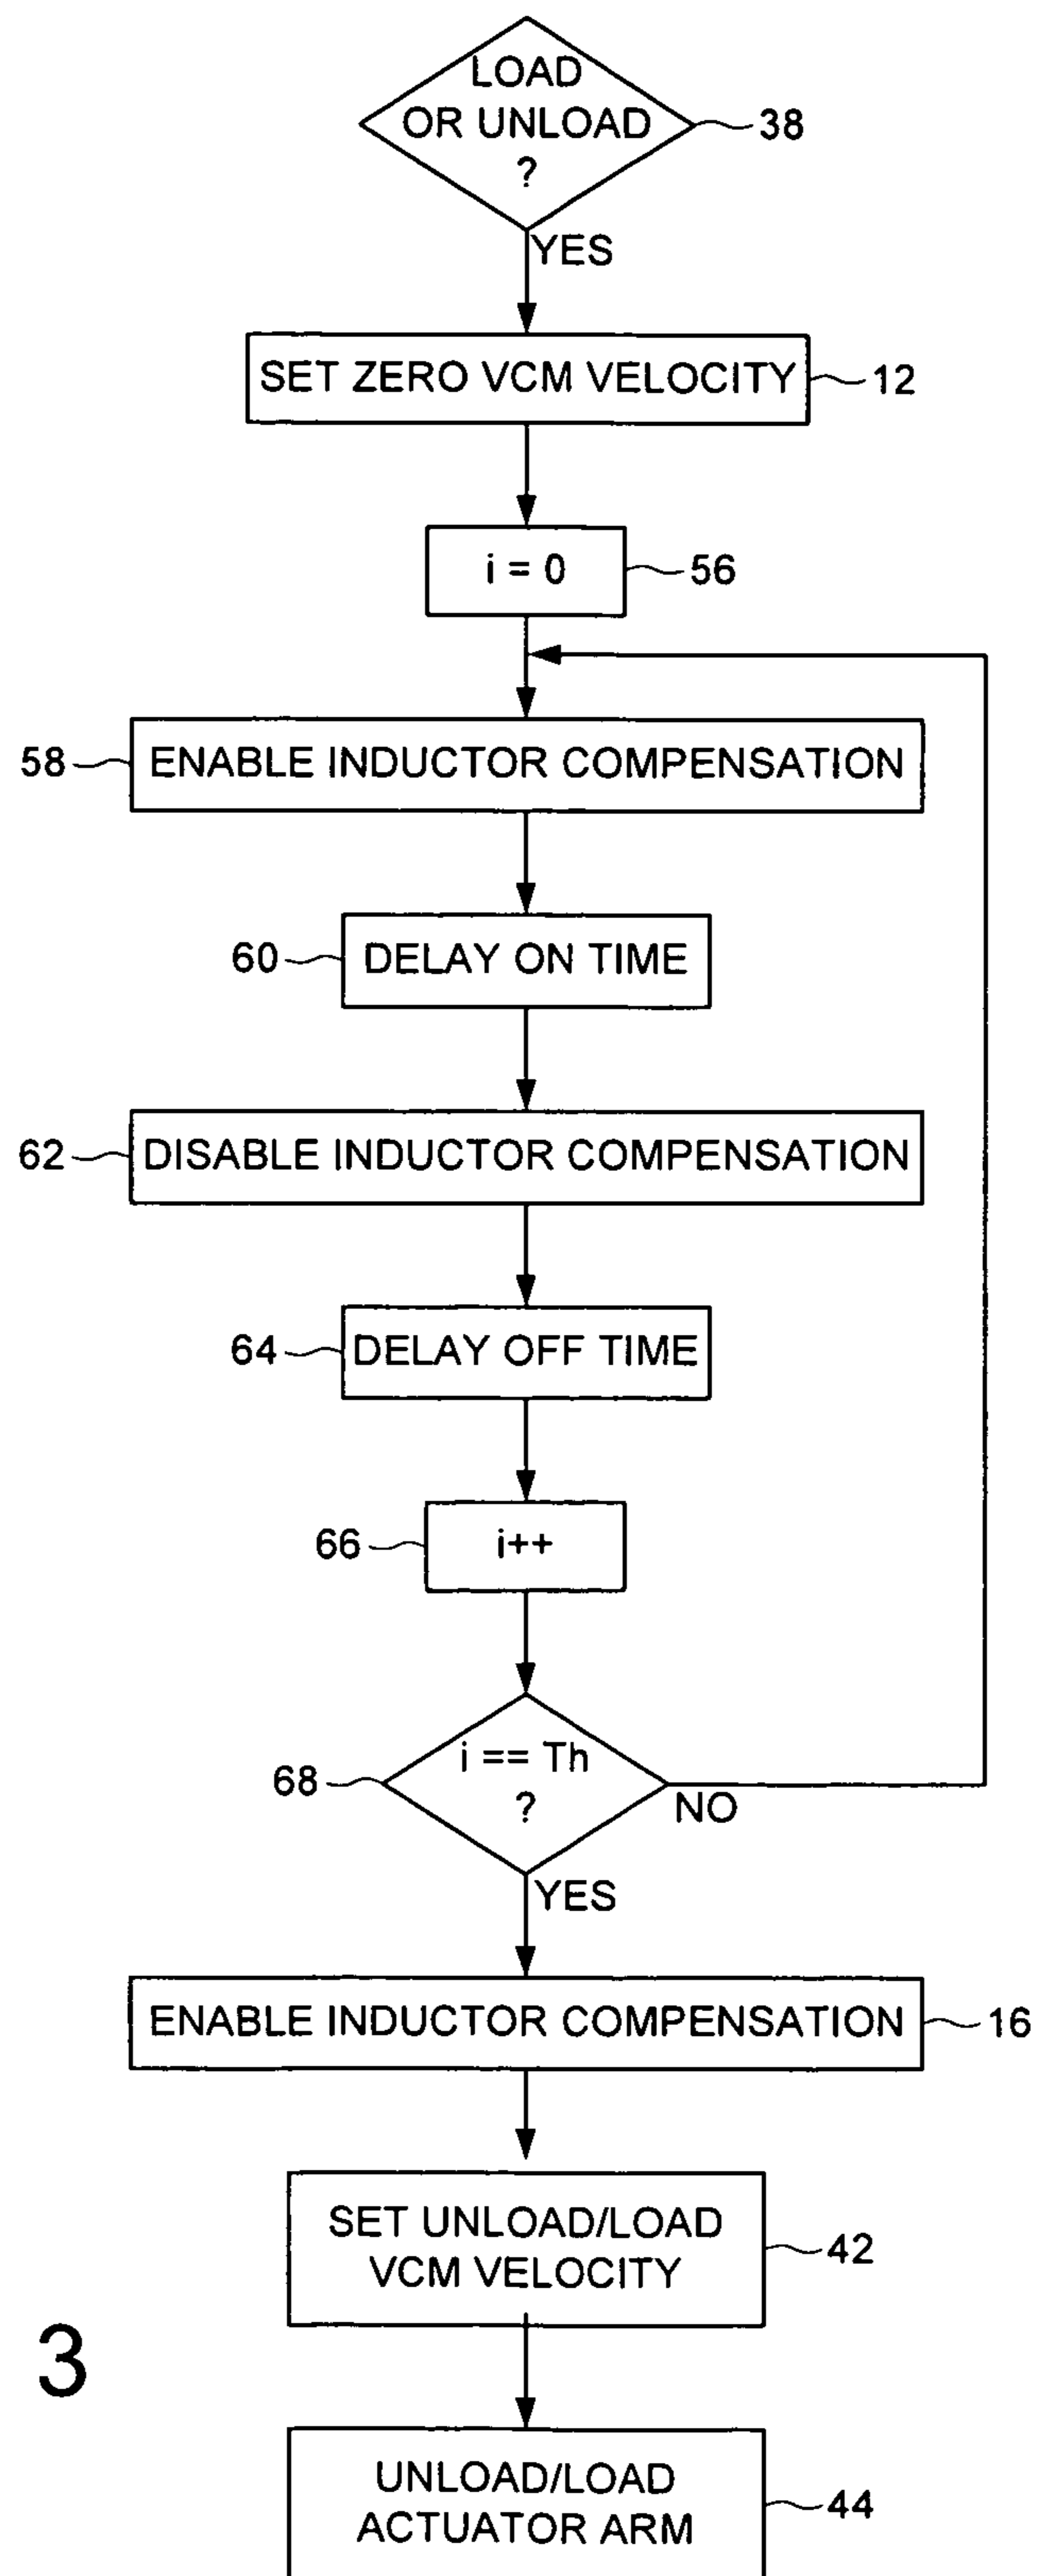 LOAD
OR UNLOAD
?
38
YES
SET ZERO VCM VELOCITY
12
i = 0
56
58
ENABLE INDUCTOR COMPENSATION
60
DELAY ON TIME
62
DISABLE INDUCTOR COMPENSATION
64
DELAY OFF TIME
66
i++
68
i == Th
?
NO
YES
ENABLE INDUCTOR COMPENSATION
16
SET UNLOAD/LOAD
VCM VELOCITY
42
3
UNLOAD/LOAD
ACTUATOR ARM
44